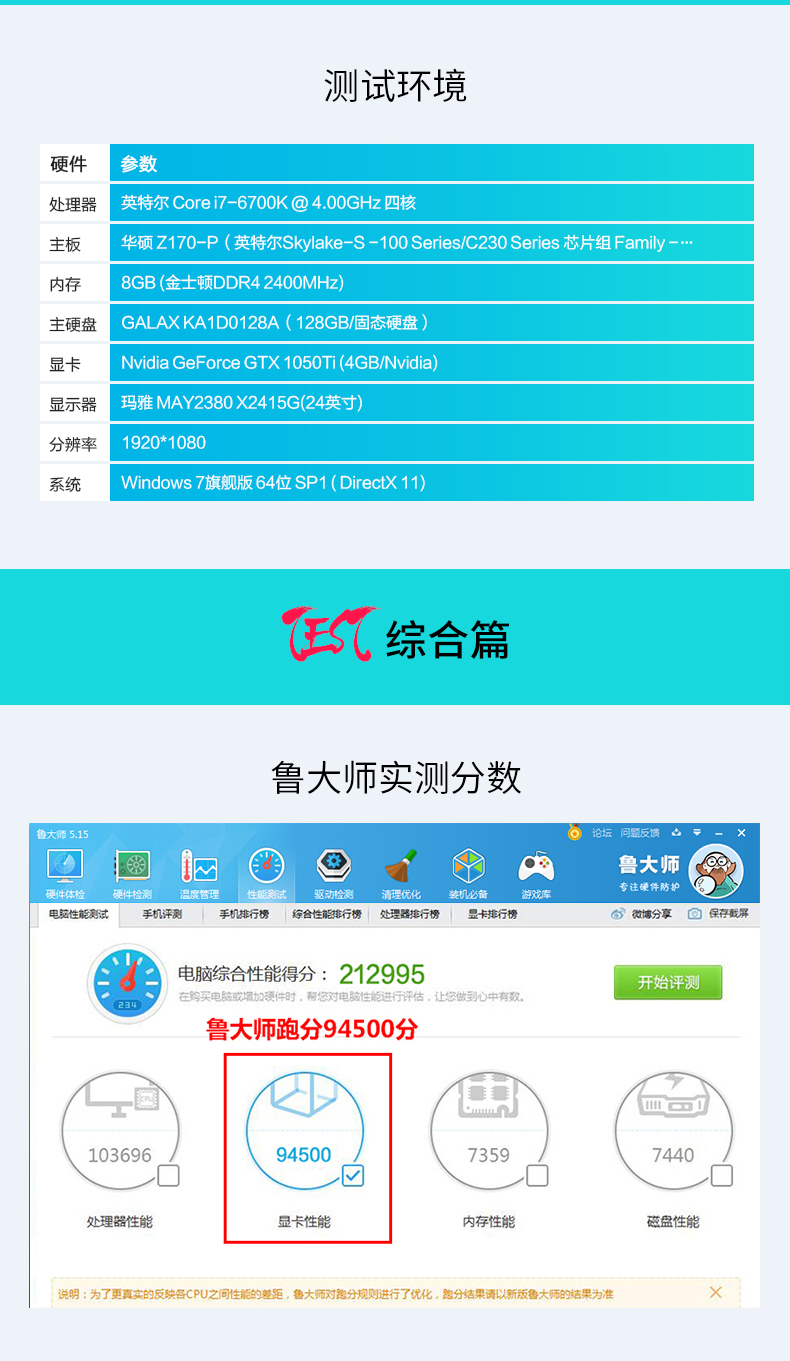 测试环境
硬件 参数
处理器 英特尔 Core i7-6700K @ 4.00GHz 四核
主板 华硕 Z170-P（英特尔Skylake-S -100 Series/C230 Series 芯片组 Family -···
内存 8GB (金士顿DDR4 2400MHz)
主硬盘 GALAX KA1D0128A（128GB/固态硬盘）
显卡 Nvidia GeForce GTX 1050Ti (4GB/Nvidia)
显示器 玛雅 MAY2380 X2415G(24英寸)
分辨率 1920*1080
系统 Windows 7旗舰版 64位 SP1 ( DirectX 11)
TEST 综合篇
鲁大师实测分数
鲁大师 5.15 论坛 问题反馈
硬件体检 硬件检测 温度管理 性能测试 驱动检测 清理优化 装机必备 游戏库
鲁大师
专注硬件防护
电脑性能测试 手机评测 手机排行榜 综合性能排行榜 处理器排行榜 显卡排行榜 微博分享 保存截屏
234
电脑综合性能得分：212995
开始评测
在购买电脑或增加硬件时，帮您对电脑性能进行评估，让您做到心中有数。
鲁大师跑分94500分
CPU
103696 94500 7359 7440
处理器性能 显卡性能 内存性能 磁盘性能
说明：为了更真实的反映各CPU之间性能的差距，鲁大师对跑分规则进行了优化，跑分结果请以新版鲁大师的结果为准